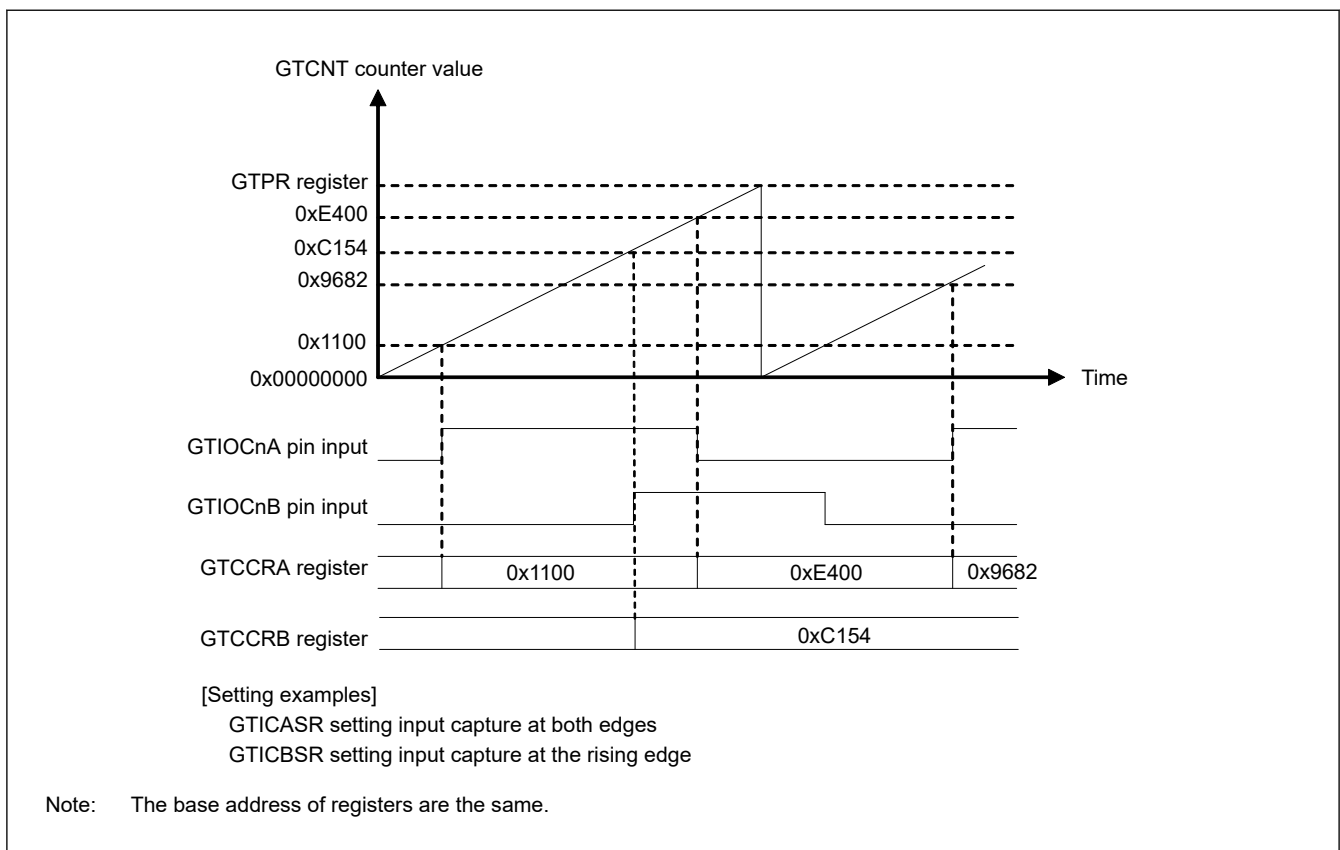 GTCNT counter value
GTPR register
0xE400
0xC154
0x9682
0x1100
0x00000000
Time
GTIOCnA pin input
GTIOCnB pin input
GTCCRA register 0x1100 0xE400 0x9682
GTCCRB register 0xC154
[Setting examples]
GTICASR setting input capture at both edges
GTICBSR setting input capture at the rising edge
Note: The base address of registers are the same.